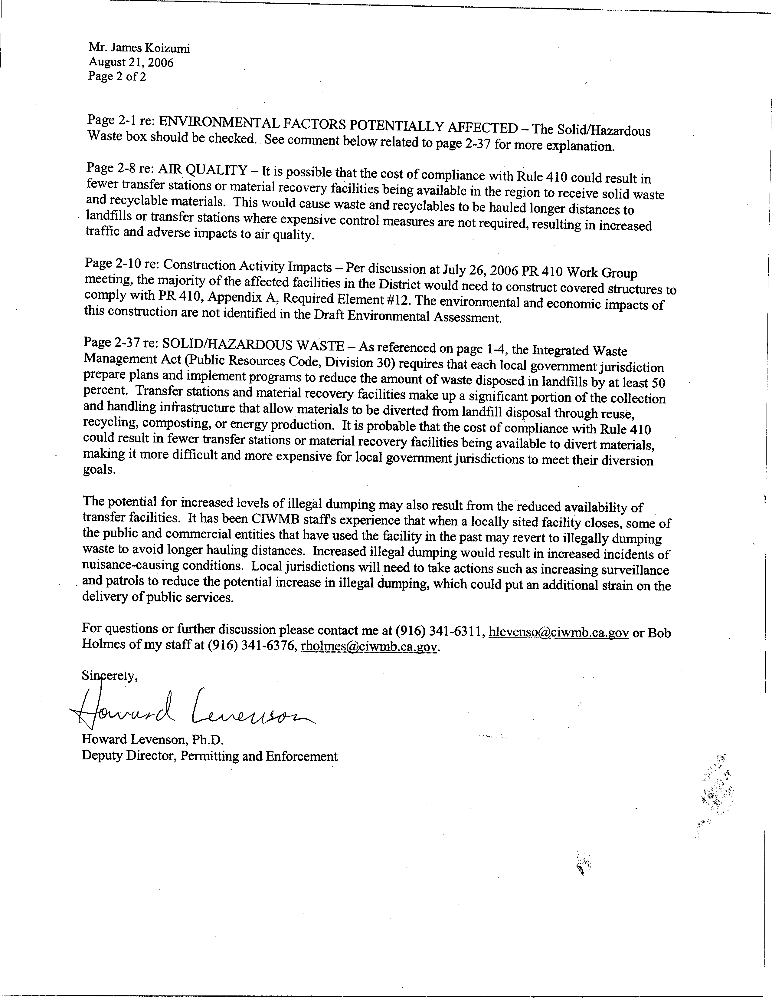 Mr. James Koizumi
August 21, 2006
Page 2 of 2
Page 2-1 re: ENVIRONMENTAL FACTORS POTENTIALLY AFFECTED – The Solid/Hazardous
Waste box should be checked. See comment below related to page 2-37 for more explanation.
Page 2-8 re: AIR QUALITY – It is possible that the cost of compliance with Rule 410 could result in
fewer transfer stations or material recovery facilities being available in the region to receive solid waste
and recyclable materials. This would cause waste and recyclables to be hauled longer distances to
landfills or transfer stations where expensive control measures are not required, resulting in increased
traffic and adverse impacts to air quality.
Page 2-10 re: Construction Activity Impacts – Per discussion at July 26, 2006 PR 410 Work Group
meeting, the majority of the affected facilities in the District would need to construct covered structures to
comply with PR 410, Appendix A, Required Element #12. The environmental and economic impacts of
this construction are not identified in the Draft Environmental Assessment.
Page 2-37 re: SOLID/HAZARDOUS WASTE – As referenced on page 1-4, the Integrated Waste
Management Act (Public Resources Code, Division 30) requires that each local government jurisdiction
prepare plans and implement programs to reduce the amount of waste disposed in landfills by at least 50
percent. Transfer stations and material recovery facilities make up a significant portion of the collection
and handling infrastructure that allow materials to be diverted from landfill disposal through reuse,
recycling, composting, or energy production. It is probable that the cost of compliance with Rule 410
could result in fewer transfer stations or material recovery facilities being available to divert materials,
making it more difficult and more expensive for local government jurisdictions to meet their diversion
goals.
The potential for increased levels of illegal dumping may also result from the reduced availability of
transfer facilities. It has been CIWMB staff's experience that when a locally sited facility closes, some of
the public and commercial entities that have used the facility in the past may revert to illegally dumping
waste to avoid longer hauling distances. Increased illegal dumping would result in increased incidents of
nuisance-causing conditions. Local jurisdictions will need to take actions such as increasing surveillance
and patrols to reduce the potential increase in illegal dumping, which could put an additional strain on the
delivery of public services.
For questions or further discussion please contact me at (916) 341-6311, hlevenso@ciwmb.ca.gov or Bob
Holmes of my staff at (916) 341-6376, rholmes@ciwmb.ca.gov.
Sincerely,
Howard Levenson
Howard Levenson, Ph.D.
Deputy Director, Permitting and Enforcement